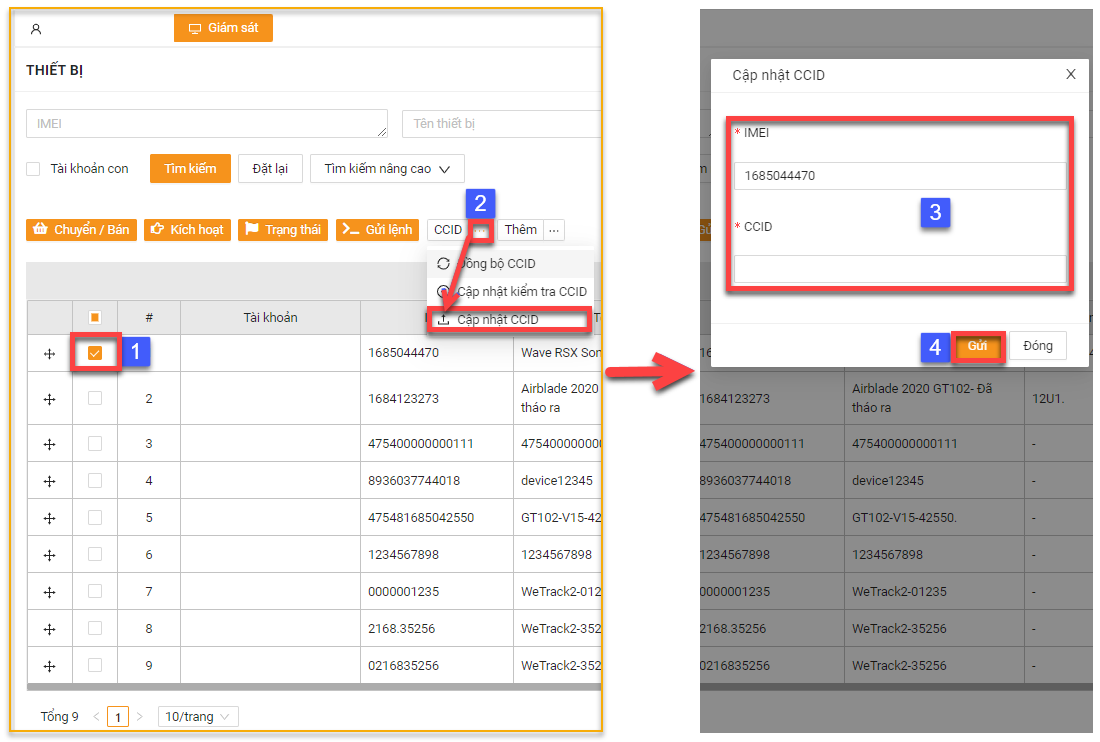 Giám sát
THIẾT BỊ
IMEI
Tên thiết bị
Tài khoản con
Tìm kiếm
Đặt lại
Tìm kiếm nâng cao
2
Chuyển / Bán
Kích hoạt
Trạng thái
Gửi lệnh
CCID
...
Thêm
...
Đồng bộ CCID
Cập nhật kiểm tra CCID
Cập nhật CCID
#
Tài khoản
1
1685044470
Wave RSX Son
2
1684123273
Airblade 2020
tháo ra
3
475400000000111
475400000000
4
8936037744018
device12345
5
475481685042550
GT102-V15-42
6
1234567898
1234567898
7
0000001235
WeTrack2-0123
8
2168.35256
WeTrack2-352
9
0216835256
WeTrack2-352
Tổng 9
<
1
>
10/trang
Cập nhật CCID
X
* IMEI
1685044470
3
* CCID
4
Gửi
Đóng
1684123273
Airblade 2020 GT102- Đã
tháo ra
12U1.
475400000000111
475400000000111
-
8936037744018
device12345
-
475481685042550
GT102-V15-42550.
-
1234567898
1234567898
-
0000001235
WeTrack2-01235
-
2168.35256
WeTrack2-35256
-
0216835256
WeTrack2-35256
-